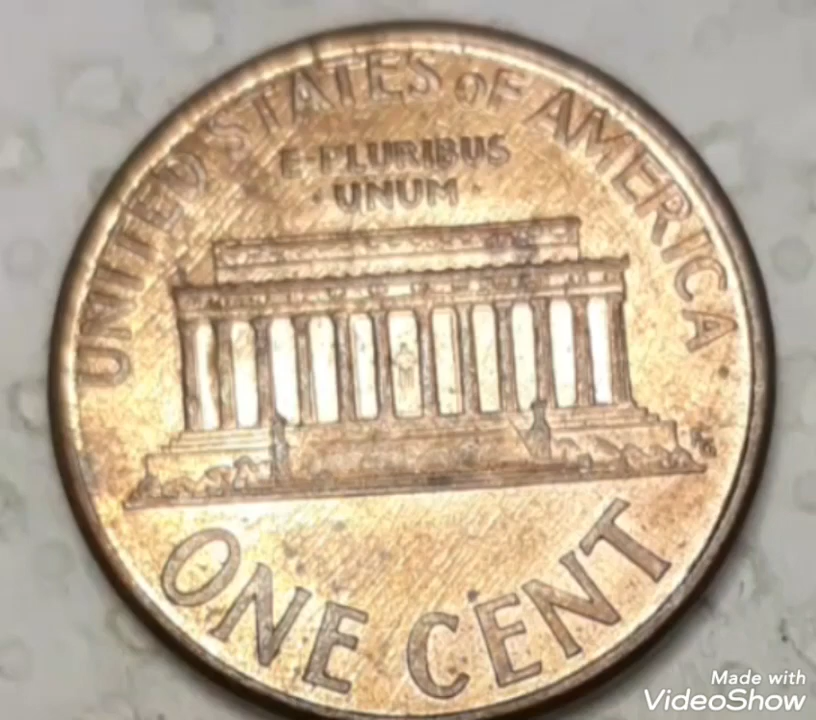 UNITED STATES OF AMERICA
E·PLURIBUS
UNUM
ONE CENT
Made with
VideoShow